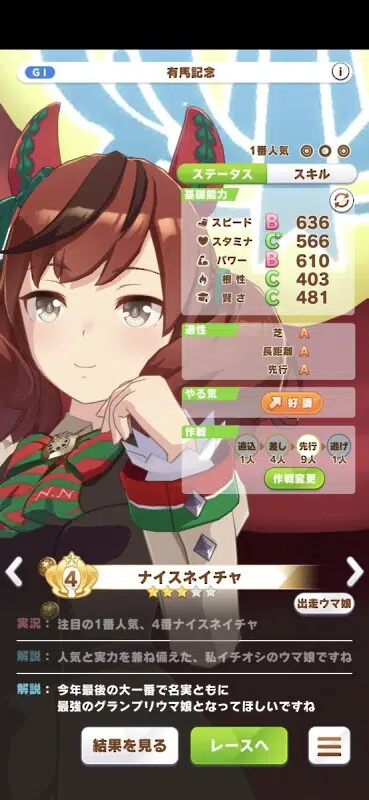 G I
有馬記念
i
1番人気 ◎ ○ ◎
ステータス スキル
基礎能力
スピード B 636
スタミナ C+ 566
パワー B 610
根性 C 403
賢さ C 481
適性
芝 A
長距離 A
先行 A
やる気
好調
作戦
追込 差し 先行 逃げ
1人 4人 9人 1人
作戦変更
N.N
4
ナイスネイチャ
出走ウマ娘
実況： 注目の1番人気、4番ナイスネイチャ
解説： 人気と実力を兼ね備えた、私イチオシのウマ娘ですね
解説： 今年最後の大一番で名実ともに
最強のグランプリウマ娘となってほしいですね
結果を見る
レースへ